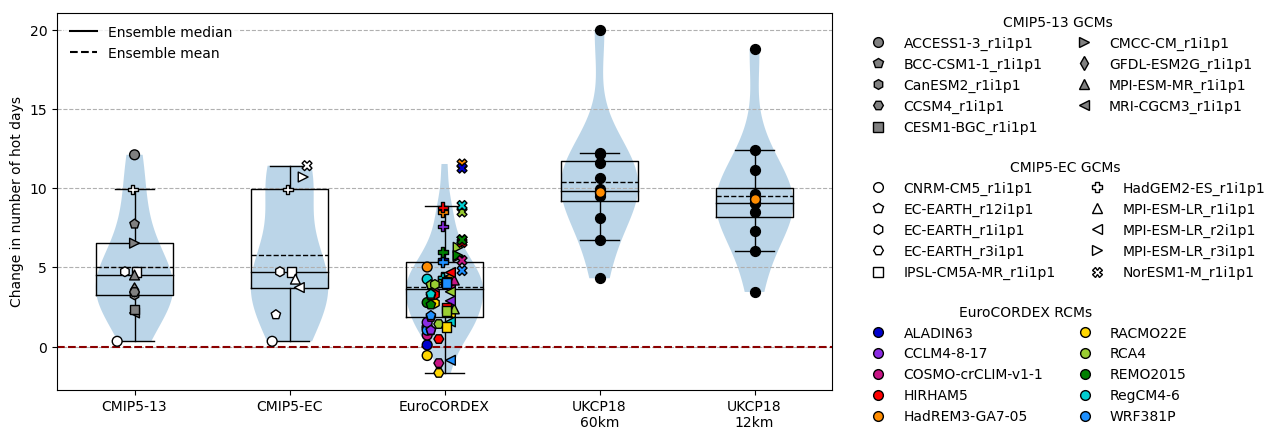 Change in number of hot days
20
15
10
5
0
Ensemble median
Ensemble mean
CMIP5-13
CMIP5-EC
EuroCORDEX
UKCP18
60km
UKCP18
12km
CMIP5-13 GCMs
ACCESS1-3_r1i1p1
BCC-CSM1-1_r1i1p1
CanESM2_r1i1p1
CCSM4_r1i1p1
CESM1-BGC_r1i1p1
CMCC-CM_r1i1p1
GFDL-ESM2G_r1i1p1
MPI-ESM-MR_r1i1p1
MRI-CGCM3_r1i1p1
CMIP5-EC GCMs
CNRM-CM5_r1i1p1
EC-EARTH_r12i1p1
EC-EARTH_r1i1p1
EC-EARTH_r3i1p1
IPSL-CM5A-MR_r1i1p1
HadGEM2-ES_r1i1p1
MPI-ESM-LR_r1i1p1
MPI-ESM-LR_r2i1p1
MPI-ESM-LR_r3i1p1
NorESM1-M_r1i1p1
EuroCORDEX RCMs
ALADIN63
CCLM4-8-17
COSMO-crCLIM-v1-1
HIRHAM5
HadREM3-GA7-05
RACMO22E
RCA4
REMO2015
RegCM4-6
WRF381P